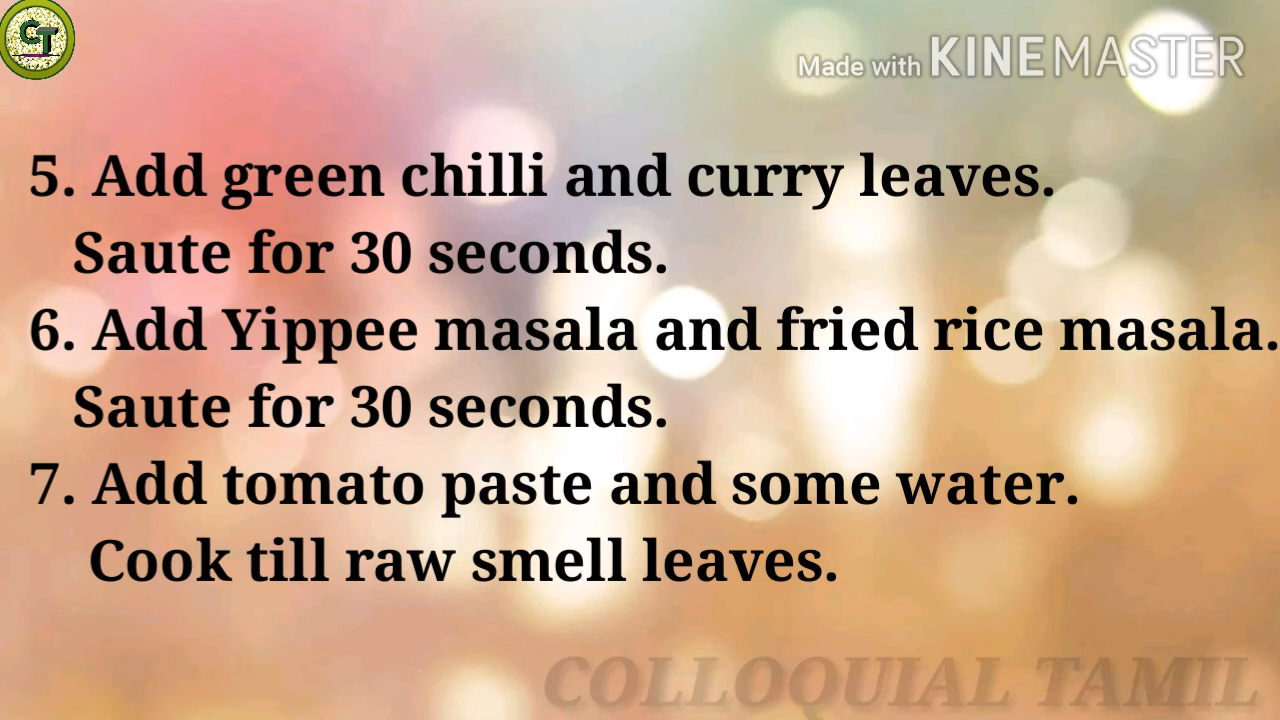 CT
Made with KINEMASTER
5. Add green chilli and curry leaves.
Saute for 30 seconds.
6. Add Yippee masala and fried rice masala.
Saute for 30 seconds.
7. Add tomato paste and some water.
Cook till raw smell leaves.
COLLOQUIAL TAMIL